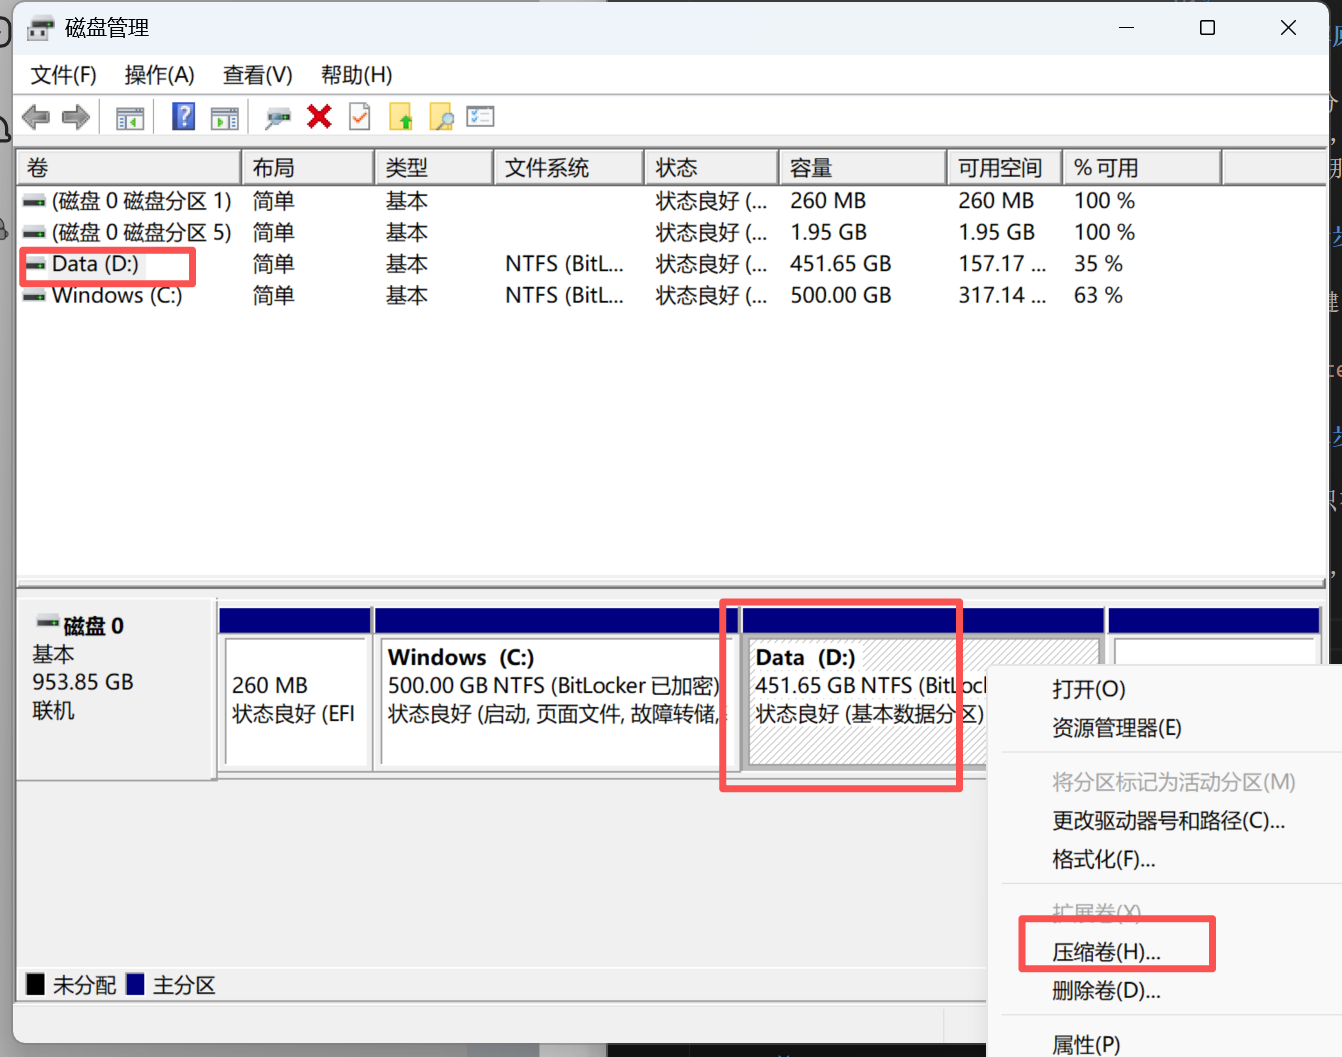 磁盘管理
文件(F) 操作(A) 查看(V) 帮助(H)
卷 布局 类型 文件系统 状态 容量 可用空间 % 可用
(磁盘 0 磁盘分区 1) 简单 基本 状态良好 (... 260 MB 260 MB 100 %
(磁盘 0 磁盘分区 5) 简单 基本 状态良好 (... 1.95 GB 1.95 GB 100 %
Data (D:) 简单 基本 NTFS (BitL... 状态良好 (... 451.65 GB 157.17 ... 35 %
Windows (C:) 简单 基本 NTFS (BitL... 状态良好 (... 500.00 GB 317.14 ... 63 %
磁盘 0
基本
953.85 GB
联机
260 MB
状态良好 (EFI
Windows (C:)
500.00 GB NTFS (BitLocker 已加密)
状态良好 (启动, 页面文件, 故障转储,
Data (D:)
451.65 GB NTFS (BitLoc
状态良好 (基本数据分区)
打开(O)
资源管理器(E)
将分区标记为活动分区(M)
更改驱动器号和路径(C)...
格式化(F)...
扩展卷(X)
压缩卷(H)...
删除卷(D)...
属性(P)
未分配 主分区